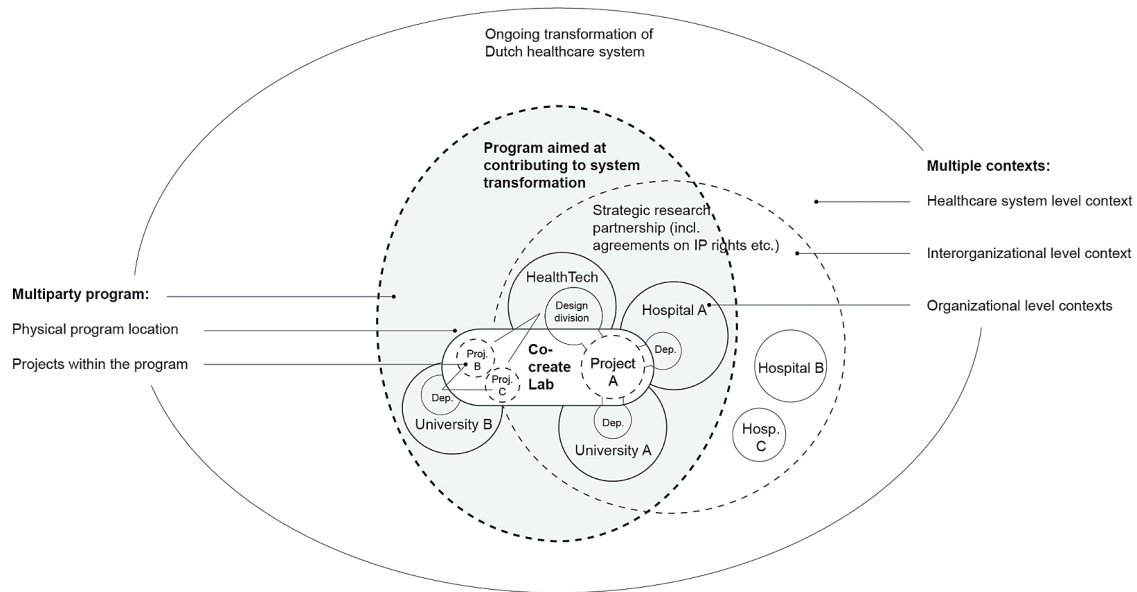 Ongoing transformation of
Dutch healthcare system
Program aimed at
contributing to system
transformation
Multiple contexts:
Healthcare system level context
Strategic research
partnership (incl.
agreements on IP rights etc.)
Interorganizational level context
Multiparty program:
Physical program location
Projects within the program
Organizational level contexts
HealthTech
Design
division
Hospital A
Dep.
Proj.
B
Proj.
C
Co-
create
Lab
Project
A
Hospital B
Dep.
University B
Dep.
University A
Hosp.
C